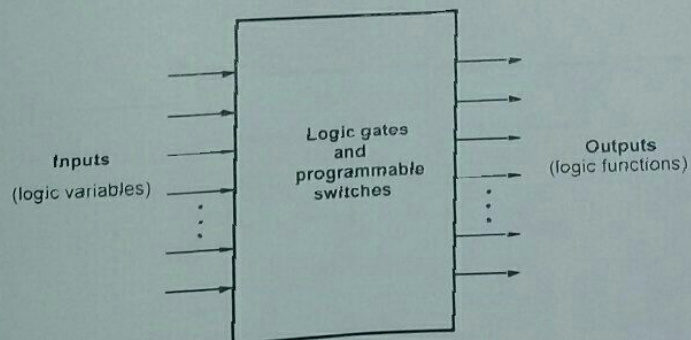 Inputs
(logic variables)
Logic gates
and
programmable
switches
Outputs
(logic functions)